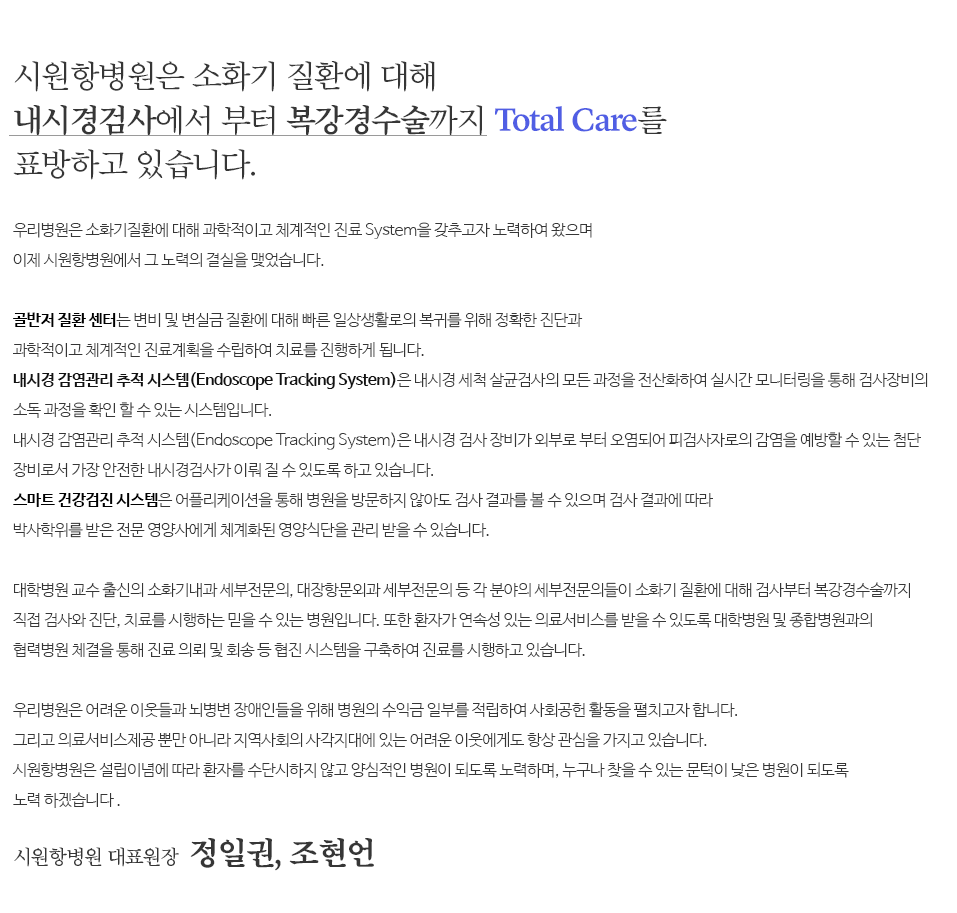 시원항병원은 소화기 질환에 대해
내시경검사에서 부터 복강경수술까지 Total Care를
표방하고 있습니다.
우리병원은 소화기질환에 대해 과학적이고 체계적인 진료 System을 갖추고자 노력하여 왔으며
이제 시원항병원에서 그 노력의 결실을 맺었습니다.
골반저 질환 센터는 변비 및 변실금 질환에 대해 빠른 일상생활로의 복귀를 위해 정확한 진단과
과학적이고 체계적인 진료계획을 수립하여 치료를 진행하게 됩니다.
내시경 감염관리 추적 시스템(Endoscope Tracking System)은 내시경 세척 살균검사의 모든 과정을 전산화하여 실시간 모니터링을 통해 검사장비의
소독 과정을 확인 할 수 있는 시스템입니다.
내시경 감염관리 추적 시스템(Endoscope Tracking System)은 내시경 검사 장비가 외부로 부터 오염되어 피검사자로의 감염을 예방할 수 있는 첨단
장비로서 가장 안전한 내시경검사가 이뤄 질 수 있도록 하고 있습니다.
스마트 건강검진 시스템은 어플리케이션을 통해 병원을 방문하지 않아도 검사 결과를 볼 수 있으며 검사 결과에 따라
박사학위를 받은 전문 영양사에게 체계화된 영양식단을 관리 받을 수 있습니다.
대학병원 교수 출신의 소화기내과 세부전문의, 대장항문외과 세부전문의 등 각 분야의 세부전문의들이 소화기 질환에 대해 검사부터 복강경수술까지
직접 검사와 진단, 치료를 시행하는 믿을 수 있는 병원입니다. 또한 환자가 연속성 있는 의료서비스를 받을 수 있도록 대학병원 및 종합병원과의
협력병원 체결을 통해 진료 의뢰 및 회송 등 협진 시스템을 구축하여 진료를 시행하고 있습니다.
우리병원은 어려운 이웃들과 뇌병변 장애인들을 위해 병원의 수익금 일부를 적립하여 사회공헌 활동을 펼치고자 합니다.
그리고 의료서비스제공 뿐만 아니라 지역사회의 사각지대에 있는 어려운 이웃에게도 항상 관심을 가지고 있습니다.
시원항병원은 설립이념에 따라 환자를 수단시하지 않고 양심적인 병원이 되도록 노력하며, 누구나 찾을 수 있는 문턱이 낮은 병원이 되도록
노력 하겠습니다 .
시원항병원 대표원장 정일권, 조현언